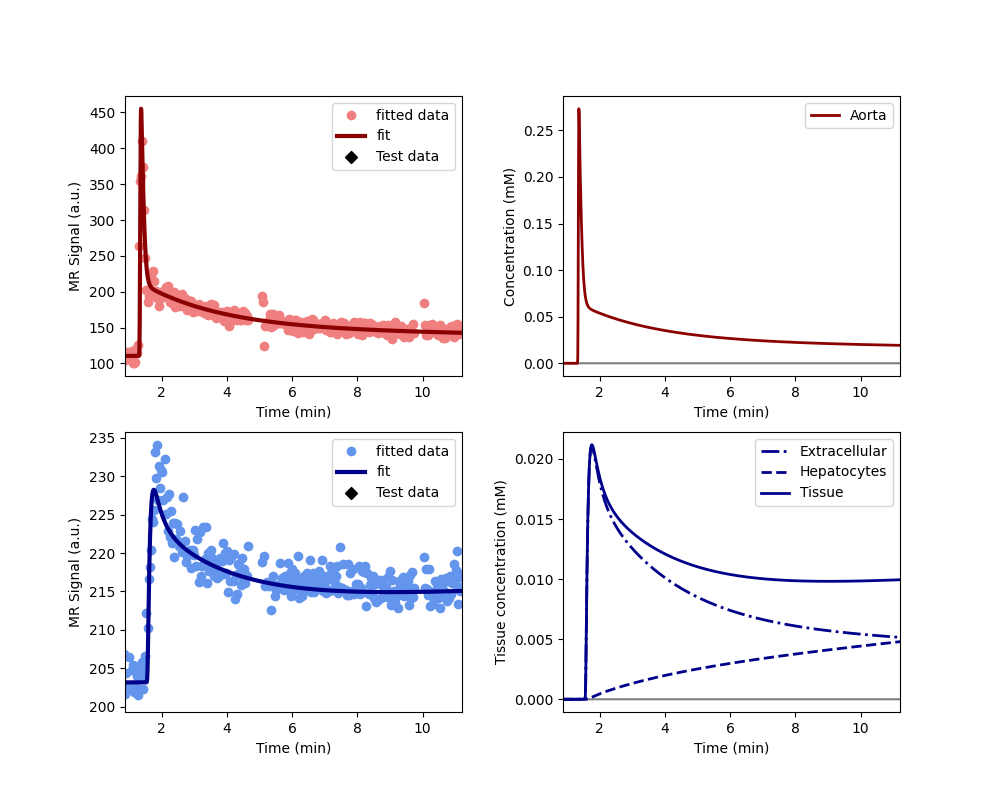 450
400
350
300
250
200
150
100
MR Signal (a.u.)
fitted data
fit
Test data
2
4
6
8
10
Time (min)
0.25
0.20
0.15
0.10
0.05
0.00
Concentration (mM)
Aorta
2
4
6
8
10
Time (min)
235
230
225
220
215
210
205
200
MR Signal (a.u.)
fitted data
fit
Test data
2
4
6
8
10
Time (min)
0.020
0.015
0.010
0.005
0.000
Tissue concentration (mM)
Extracellular
Hepatocytes
Tissue
2
4
6
8
10
Time (min)